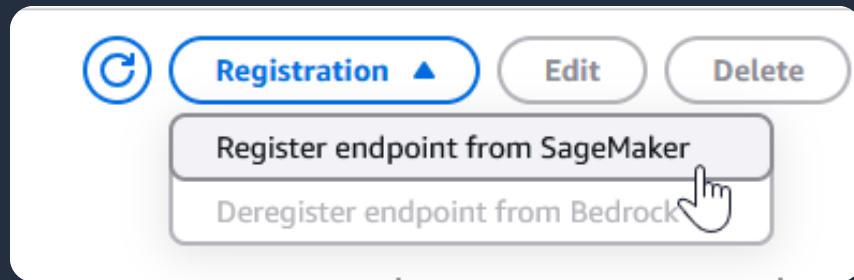 Registration Edit Delete
Register endpoint from SageMaker
Deregister endpoint from Bedrock